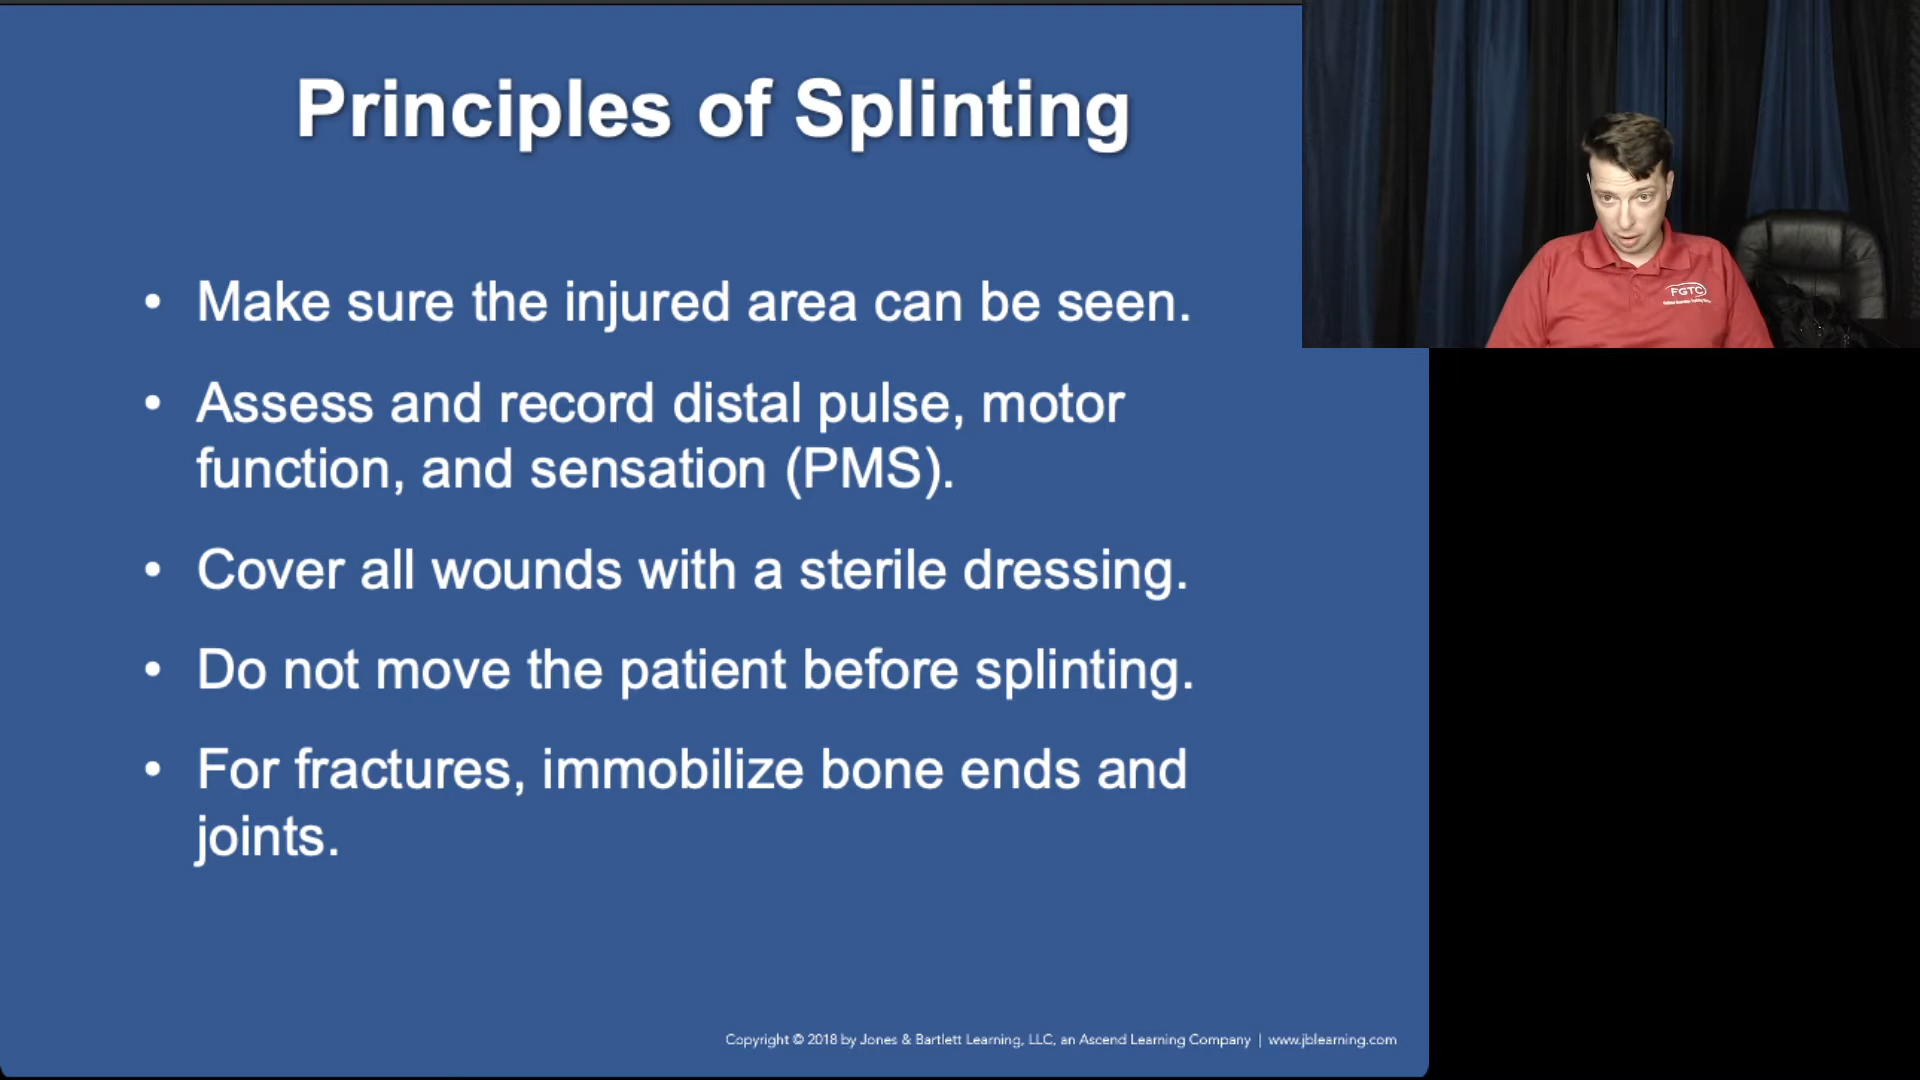 Principles of Splinting
• Make sure the injured area can be seen.
• Assess and record distal pulse, motor
function, and sensation (PMS).
• Cover all wounds with a sterile dressing.
• Do not move the patient before splinting.
• For fractures, immobilize bone ends and
joints.
Copyright © 2018 by Jones & Bartlett Learning, LLC, an Ascend Learning Company | www.jblearning.com
FGTC